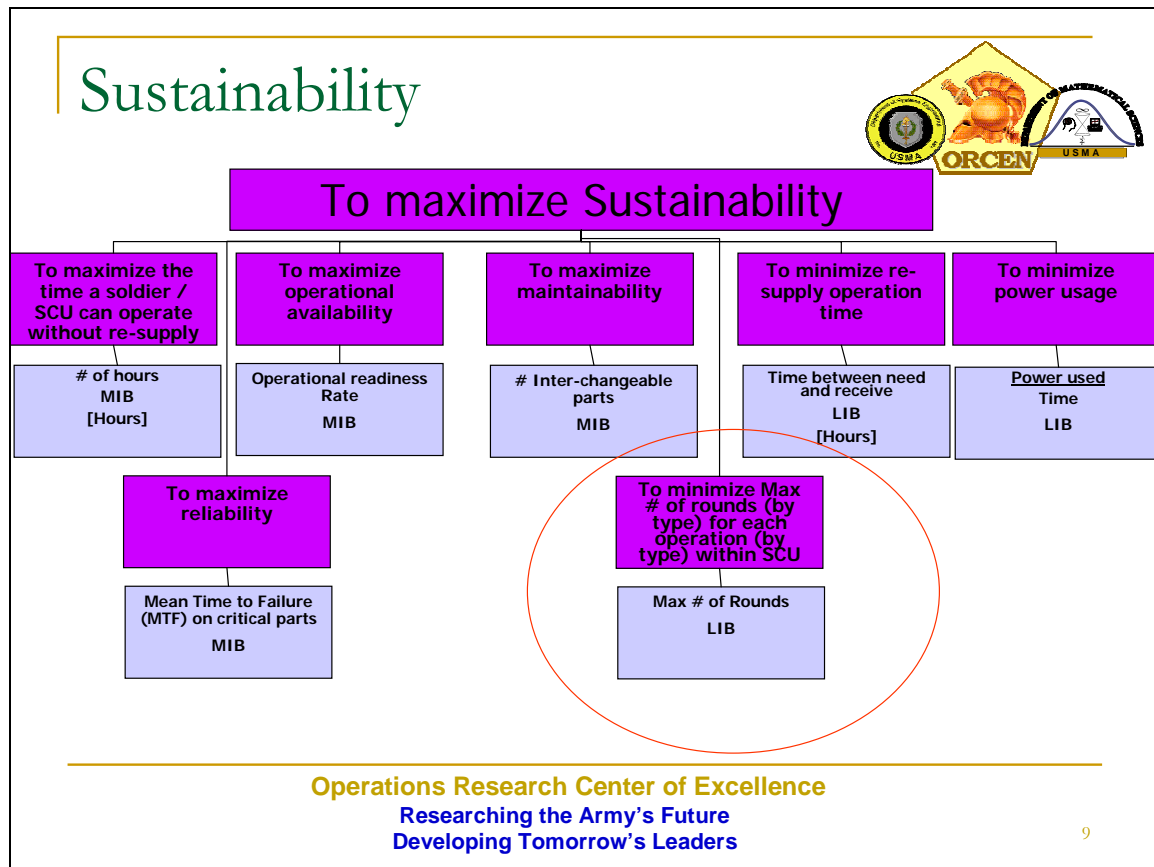 Sustainability
USMA
ORCEN
DEPARTMENT OF MATHEMATICAL SCIENCES
USMA
To maximize Sustainability
To maximize the
time a soldier /
SCU can operate
without re-supply
To maximize
operational
availability
To maximize
maintainability
To minimize re-
supply operation
time
To minimize
power usage
# of hours
MIB
[Hours]
Operational readiness
Rate
MIB
# Inter-changeable
parts
MIB
Time between need
and receive
LIB
[Hours]
Power used
Time
LIB
To maximize
reliability
To minimize Max
# of rounds (by
type) for each
operation (by
type) within SCU
Mean Time to Failure
(MTF) on critical parts
MIB
Max # of Rounds
LIB
Operations Research Center of Excellence
Researching the Army's Future
Developing Tomorrow's Leaders
9